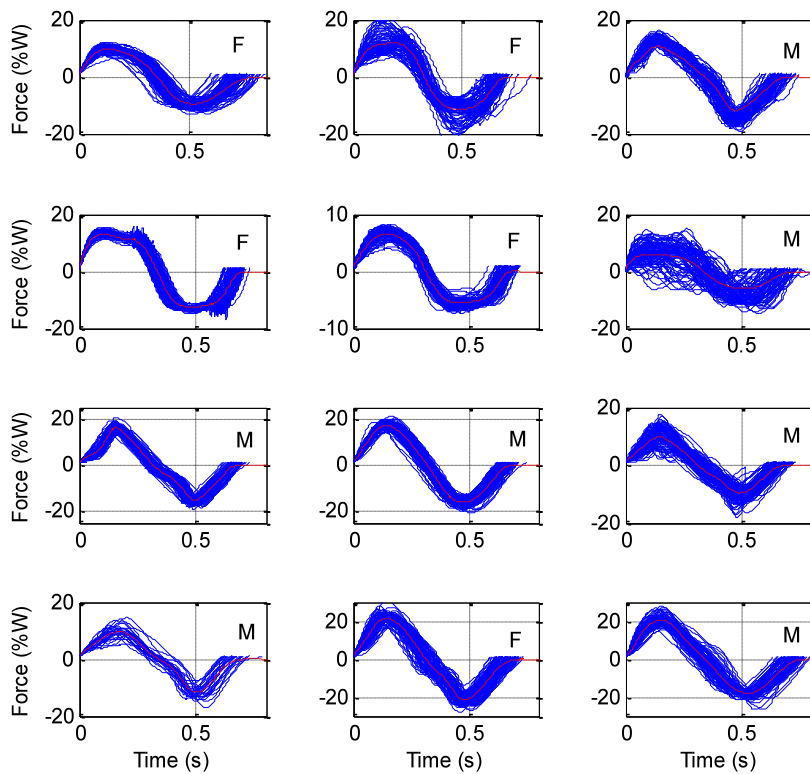 20 20 20
Force (%W) F F M
0 0 0
-20 -20 -20
0 0.5 0 0.5 0 0.5
20 10 20
Force (%W) F F M
0 0 0
-20 -10 -20
0 0.5 0 0.5 0 0.5
20 20 20
Force (%W) M M M
0 0 0
-20 -20 -20
0 0.5 0 0.5 0 0.5
20 20 20
Force (%W) M F M
0 0 0
-20 -20 -20
0 0.5 0 0.5 0 0.5
Time (s) Time (s) Time (s)